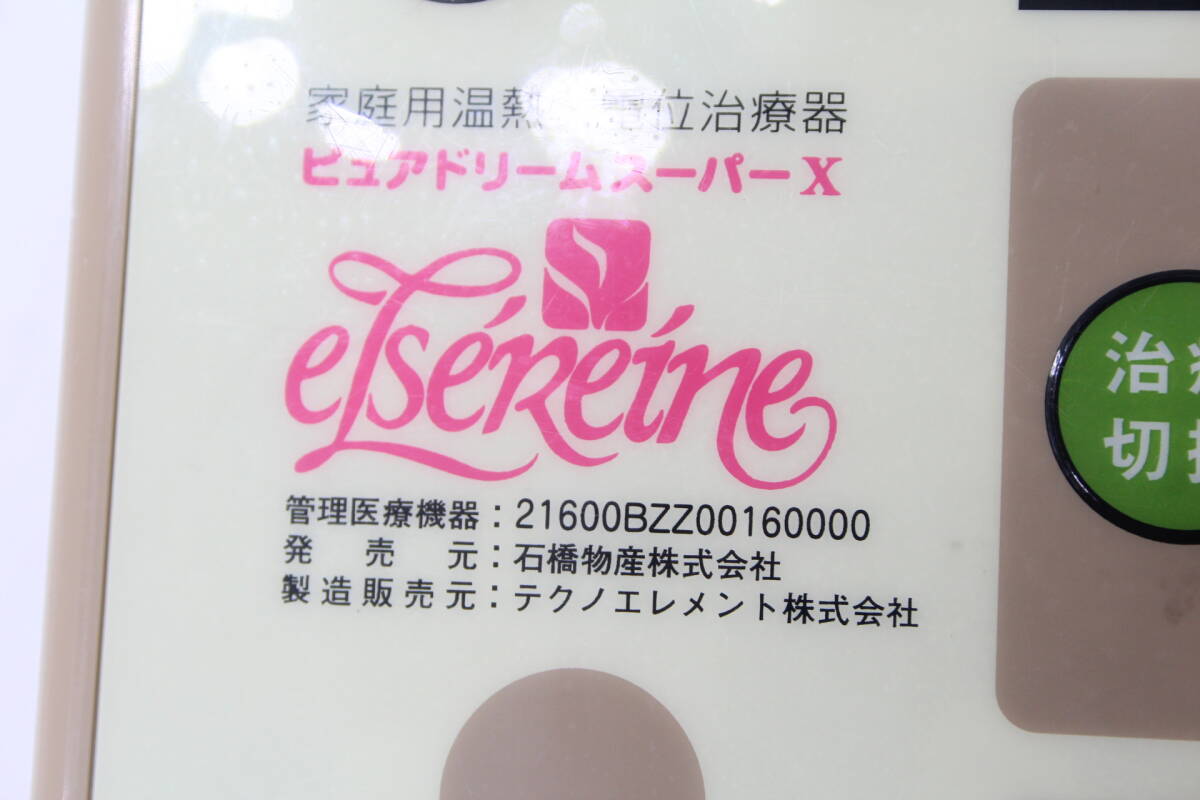 家庭用温熱・電位治療器
ピュアドリームスーパーX
elséreine
管理医療機器：21600BZZ00160000
発売元：石橋物産株式会社
製造販売元：テクノエレメント株式会社
治
切